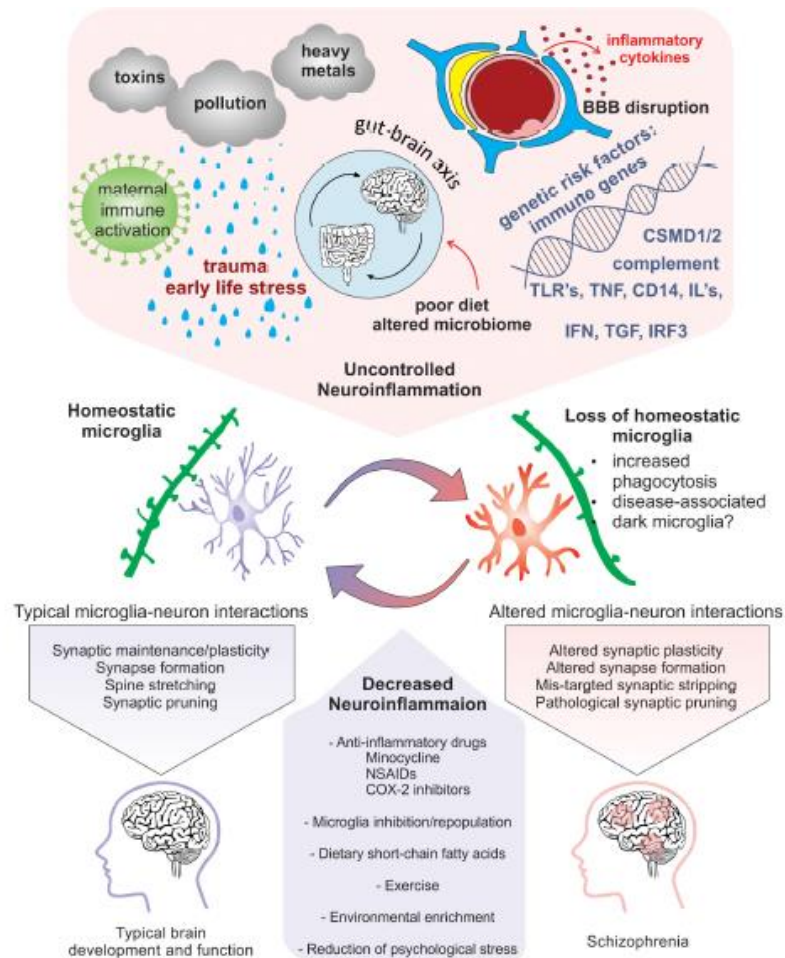 toxins
heavy
metals
pollution
inflammatory
cytokines
BBB disruption
gut-brain axis
maternal
immune
activation
genetic risk factors:
immune genes
trauma
early life stress
CSMD1/2
complement
TLR's, TNF, CD14, IL's,
IFN, TGF, IRF3
poor diet
altered microbiome
Uncontrolled
Neuroinflammation
Homeostatic
microglia
Loss of homeostatic
microglia
• increased
phagocytosis
• disease-associated
• dark microglia?
Typical microglia-neuron interactions
Altered microglia-neuron interactions
Synaptic maintenance/plasticity
Synapse formation
Spine stretching
Synaptic pruning
Altered synaptic plasticity
Altered synapse formation
Mis-targted synaptic stripping
Pathological synaptic pruning
Decreased
Neuroinflammaion
- Anti-inflammatory drugs
Minocycline
NSAIDs
COX-2 inhibitors
- Microglia inhibition/repopulation
- Dietary short-chain fatty acids
- Exercise
- Environmental enrichment
- Reduction of psychological stress
Typical brain
development and function
Schizophrenia